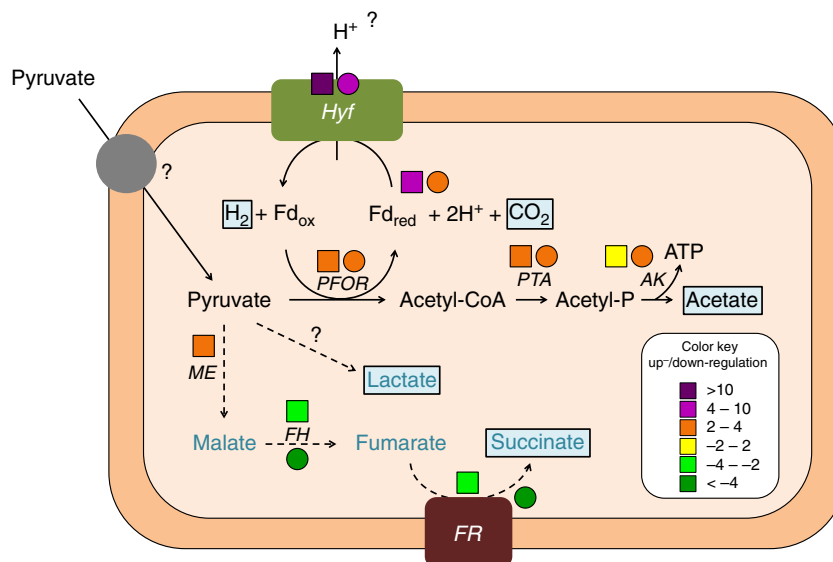 H+ ?
Pyruvate
Hyf
?
H2 + Fdox
Fdred + 2H+ + CO2
PFOR
PTA
AK
ATP
Pyruvate
Acetyl-CoA
Acetyl-P
Acetate
ME
?
Lactate
Malate
FH
Fumarate
Succinate
FR
Color key
up–/down-regulation
>10
4 – 10
2 – 4
–2 – 2
–4 – –2
< –4